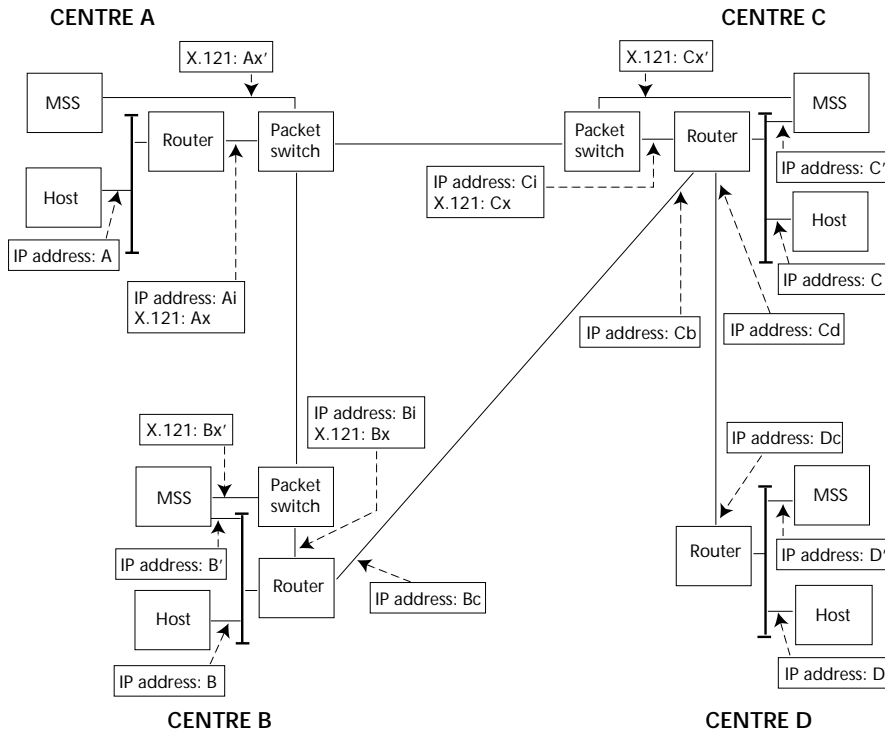 CENTRE A
CENTRE C
X.121: Ax’
X.121: Cx’
MSS
Router
Packet
switch
Host
IP address: A
IP address: Ai
X.121: Ax
Packet
switch
Router
MSS
IP address: Ci
X.121: Cx
IP address: C’
Host
IP address: C
IP address: Cb
IP address: Cd
X.121: Bx’
IP address: Bi
X.121: Bx
IP address: Dc
MSS
Packet
switch
IP address: B’
Router
Host
IP address: Bc
IP address: B
MSS
Router
IP address: D’
Host
IP address: D
CENTRE B
CENTRE D